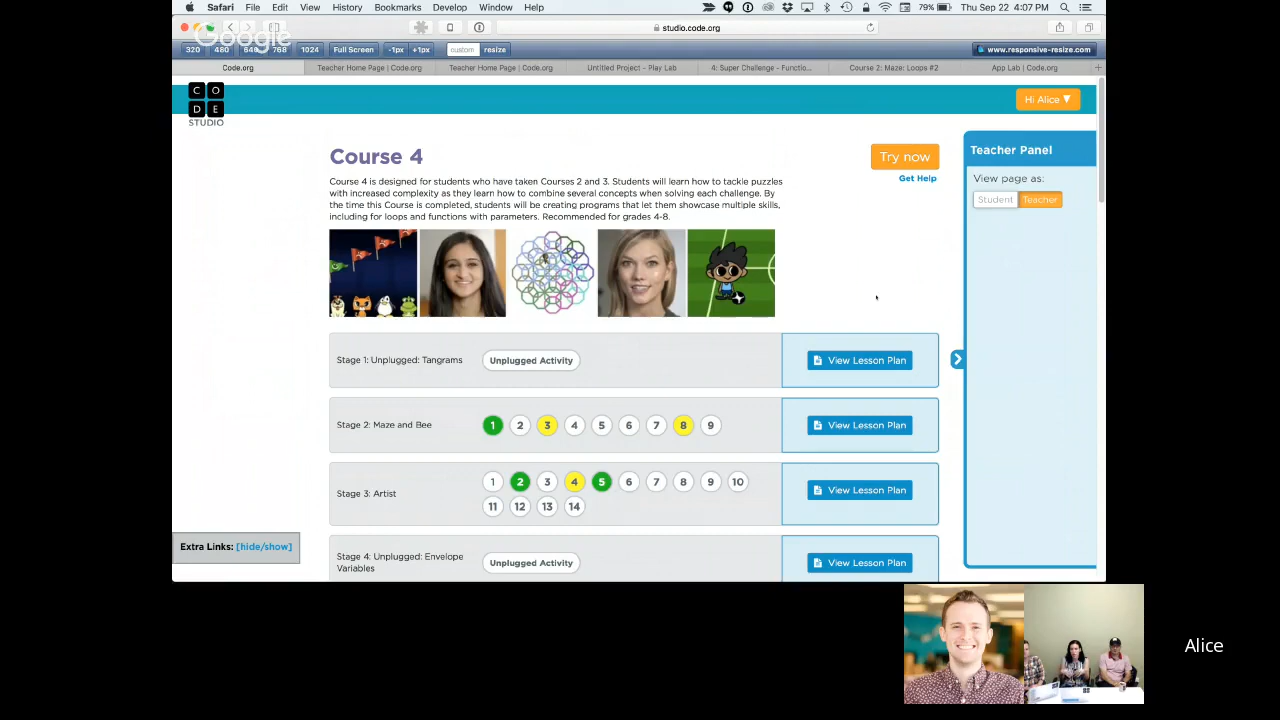 Safari File Edit View History Bookmarks Develop Window Help
79% Thu Sep 22 4:07 PM
Google
studio.code.org
320 480 640 768 1024 Full Screen -1px +1px custom resize
www.responsive-resize.com
Code.org Teacher Home Page | Code.org Teacher Home Page | Code.org Untitled Project - Play Lab 4: Super Challenge - Functio... Course 2: Maze: Loops #2 App Lab | Code.org +
CO
DE
STUDIO
Hi Alice ▼
Course 4
Try now
Get Help
Course 4 is designed for students who have taken Courses 2 and 3. Students will learn how to tackle puzzles
with increased complexity as they learn how to combine several concepts when solving each challenge. By
the time this Course is completed, students will be creating programs that let them showcase multiple skills,
including for loops and functions with parameters. Recommended for grades 4-8.
Teacher Panel
View page as:
Student Teacher
Stage 1: Unplugged: Tangrams Unplugged Activity View Lesson Plan
Stage 2: Maze and Bee 1 2 3 4 5 6 7 8 9 View Lesson Plan
Stage 3: Artist 1 2 3 4 5 6 7 8 9 10
11 12 13 14
View Lesson Plan
Stage 4: Unplugged: Envelope
Variables
Unplugged Activity
View Lesson Plan
Extra Links: [hide/show]
Alice